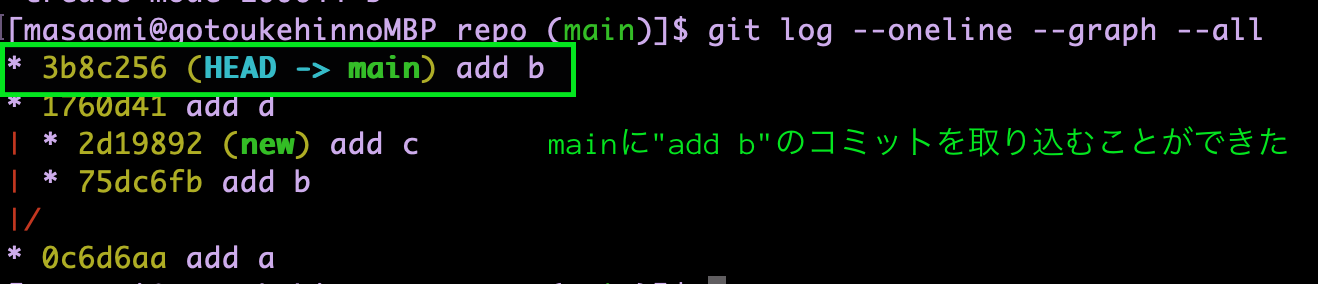 [masaomi@gotoukehinnoMBP repo (main)]$ git log --oneline --graph --all
* 3b8c256 (HEAD -> main) add b
* 1760d41 add d
| * 2d19892 (new) add c mainに"add b"のコミットを取り込むことができた
| * 75dc6fb add b
|/
* 0c6d6aa add a